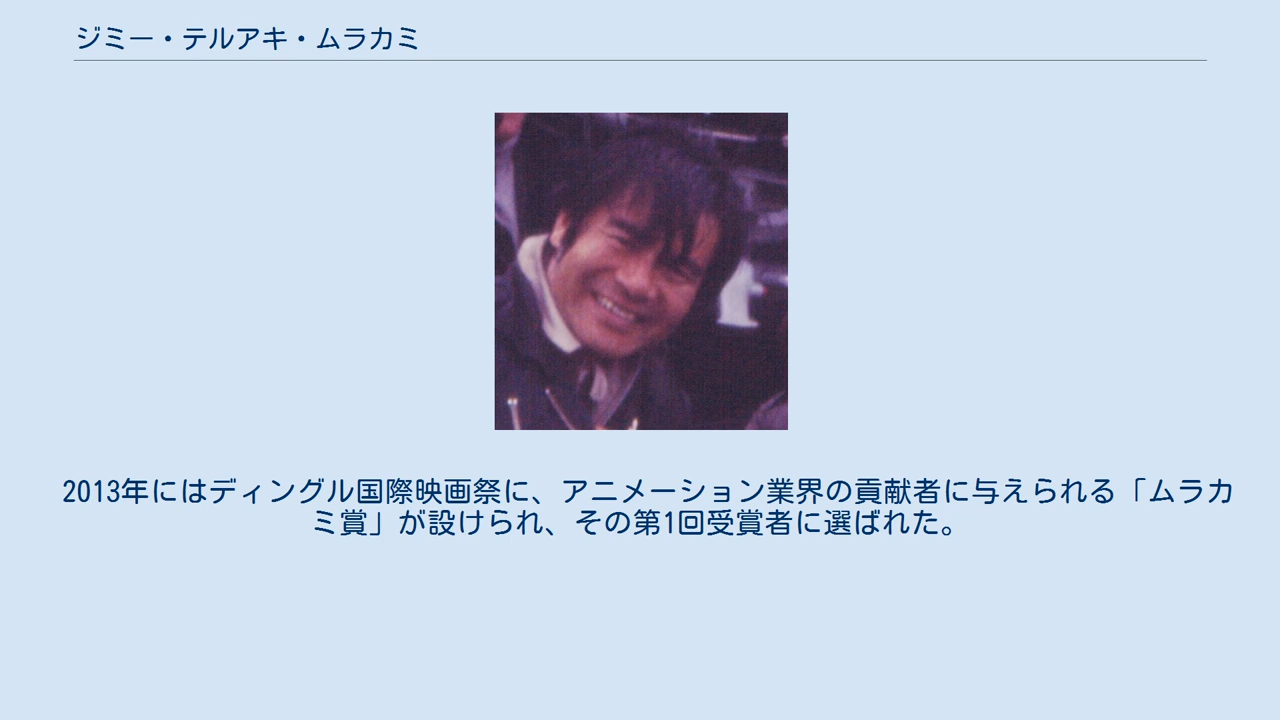 ジミー・テルアキ・ムラカミ
2013年にはディングル国際映画祭に、アニメーション業界の貢献者に与えられる「ムラカ
ミ賞」が設けられ、その第1回受賞者に選ばれた。